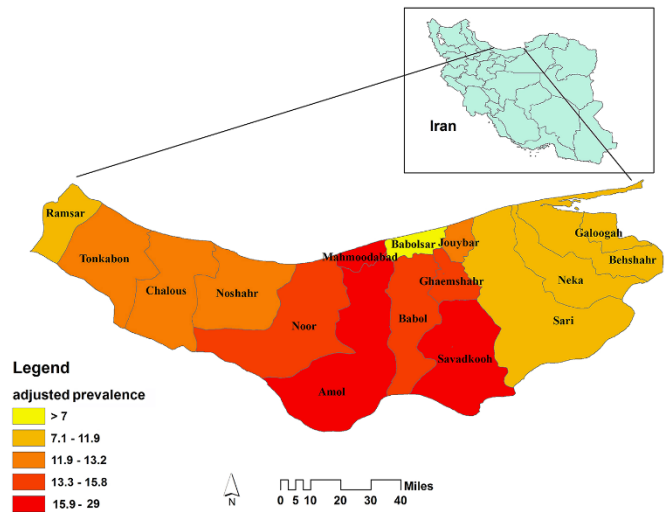 Iran
Ramsar
Tonkabon
Chalous
Noshahr
Noor
Mahmoodabad
Amol
Babolsar
Babol
Jouybar
Ghaemshahr
Savadkooh
Sari
Neka
Galoogah
Behshahr
Legend
adjusted prevalence
> 7
7.1 - 11.9
11.9 - 13.2
13.3 - 15.8
15.9 - 29
N
Miles
0 5 10 20 30 40